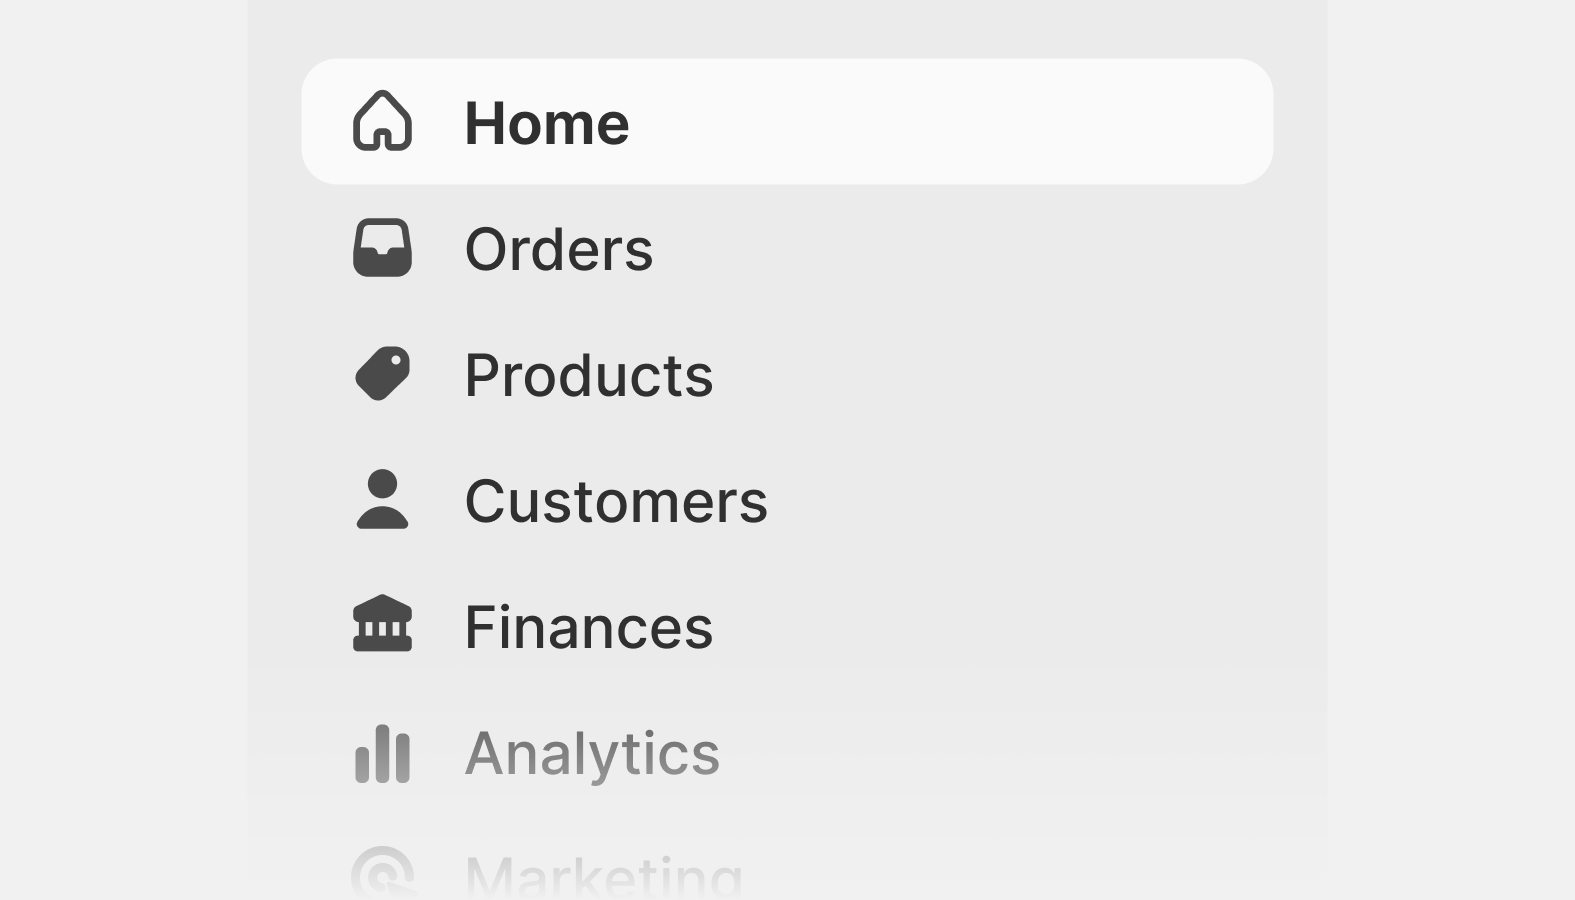 Home
Orders
Products
Customers
Finances
Analytics
Marketing